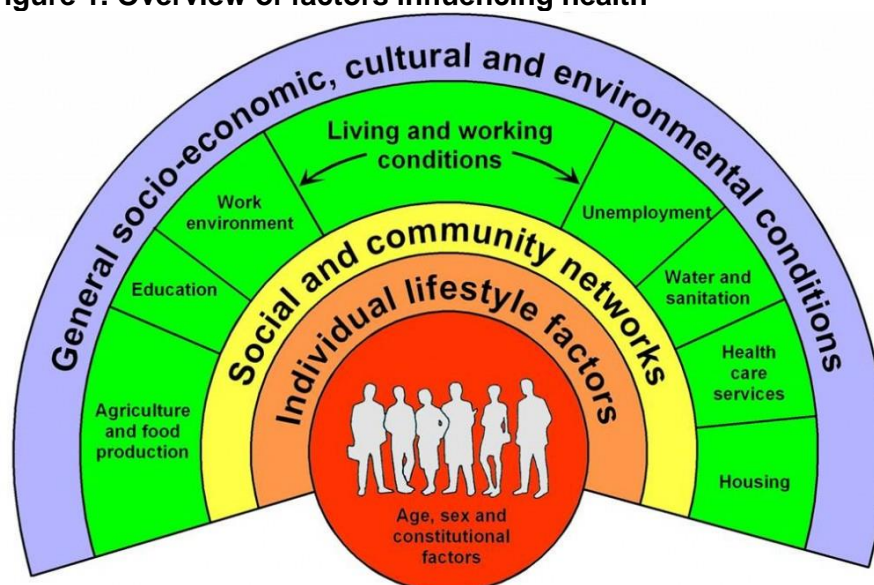 igure 1: Overview of factors influencing health
General socio-economic, cultural and environmental conditions
Living and working
conditions
Work
environment
Education
Agriculture
and food
production
Unemployment
Water and
sanitation
Health
care
services
Housing
Social and community networks
Individual lifestyle factors
Age, sex and
constitutional
factors